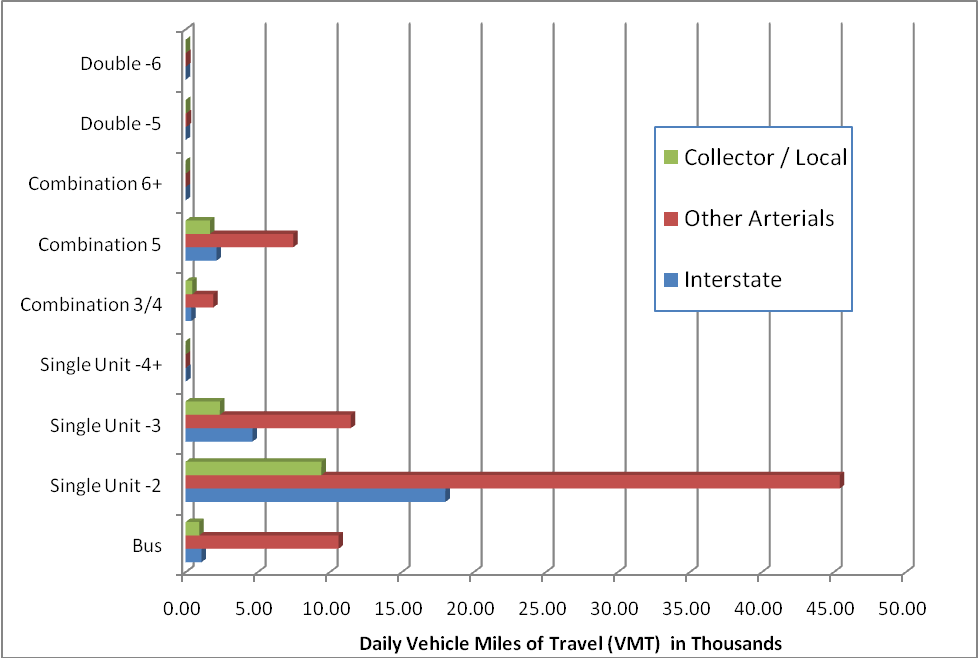 Double -6
Double -5
Combination 6+
Combination 5
Combination 3/4
Single Unit -4+
Single Unit -3
Single Unit -2
Bus
Collector / Local
Other Arterials
Interstate
0.00 5.00 10.00 15.00 20.00 25.00 30.00 35.00 40.00 45.00 50.00
Daily Vehicle Miles of Travel (VMT)  in Thousands